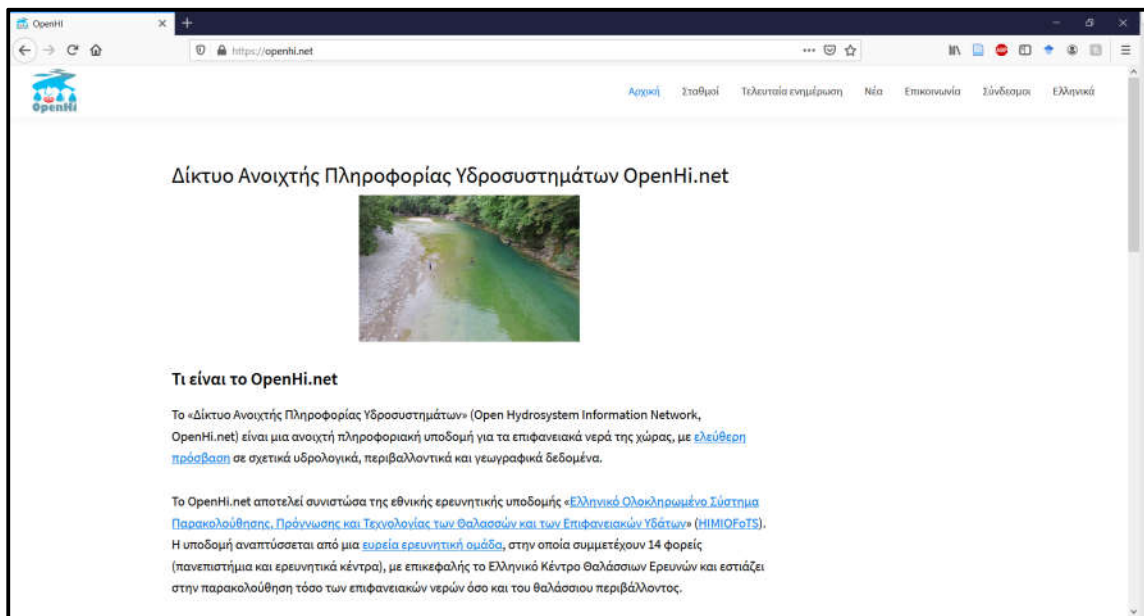 OpenHi
https://openhi.net
OpenHi
Αρχική Σταθμοί Τελευταία ενημέρωση Νέα Επικοινωνία Σύνδεσμοι Ελληνικά
Δίκτυο Ανοιχτής Πληροφορίας Υδροσυστημάτων OpenHi.net
Τι είναι το OpenHi.net
Το «Δίκτυο Ανοιχτής Πληροφορίας Υδροσυστημάτων» (Open Hydrosystem Information Network,
OpenHi.net) είναι μια ανοιχτή πληροφοριακή υποδομή για τα επιφανειακά νερά της χώρας, με ελεύθερη
πρόσβαση σε σχετικά υδρολογικά, περιβαλλοντικά και γεωγραφικά δεδομένα.
Το OpenHi.net αποτελεί συνιστώσα της εθνικής ερευνητικής υποδομής «Ελληνικό Ολοκληρωμένο Σύστημα
Παρακολούθησης, Πρόγνωσης και Τεχνολογίας των Θαλασσών και των Επιφανειακών Υδάτων» (HIMIOFoTS).
Η υποδομή αναπτύσσεται από μια ευρεία ερευνητική ομάδα, στην οποία συμμετέχουν 14 φορείς
(πανεπιστήμια και ερευνητικά κέντρα), με επικεφαλής το Ελληνικό Κέντρο Θαλάσσιων Ερευνών και εστιάζει
στην παρακολούθηση τόσο των επιφανειακών νερών όσο και του θαλάσσιου περιβάλλοντος.